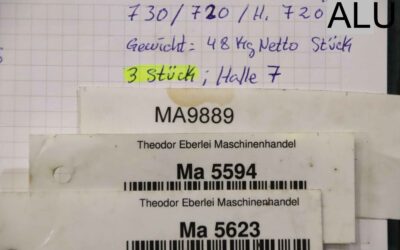 730/720/H. 720
ALU
Gewicht: 48 Kg Netto Stück
3 Stück; Halle 7
MA9889
Theodor Eberlei Maschinenhandel
Ma 5594
Theodor Eberlei Maschinenhandel
Ma 5623